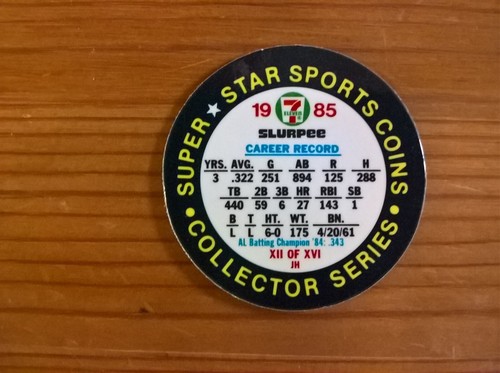 SUPER ★ STAR SPORTS COINS
• COLLECTOR SERIES •
19 7 ELEVEN 85
SLURPEE
CAREER RECORD
YRS. AVG. G AB R H
3 .322 251 894 125 288
TB 2B 3B HR RBI SB
440 59 6 27 143 1
B T HT. WT. BN.
L L 6-0 175 4/20/61
AL Batting Champion '84: .343
XII OF XVI
JH